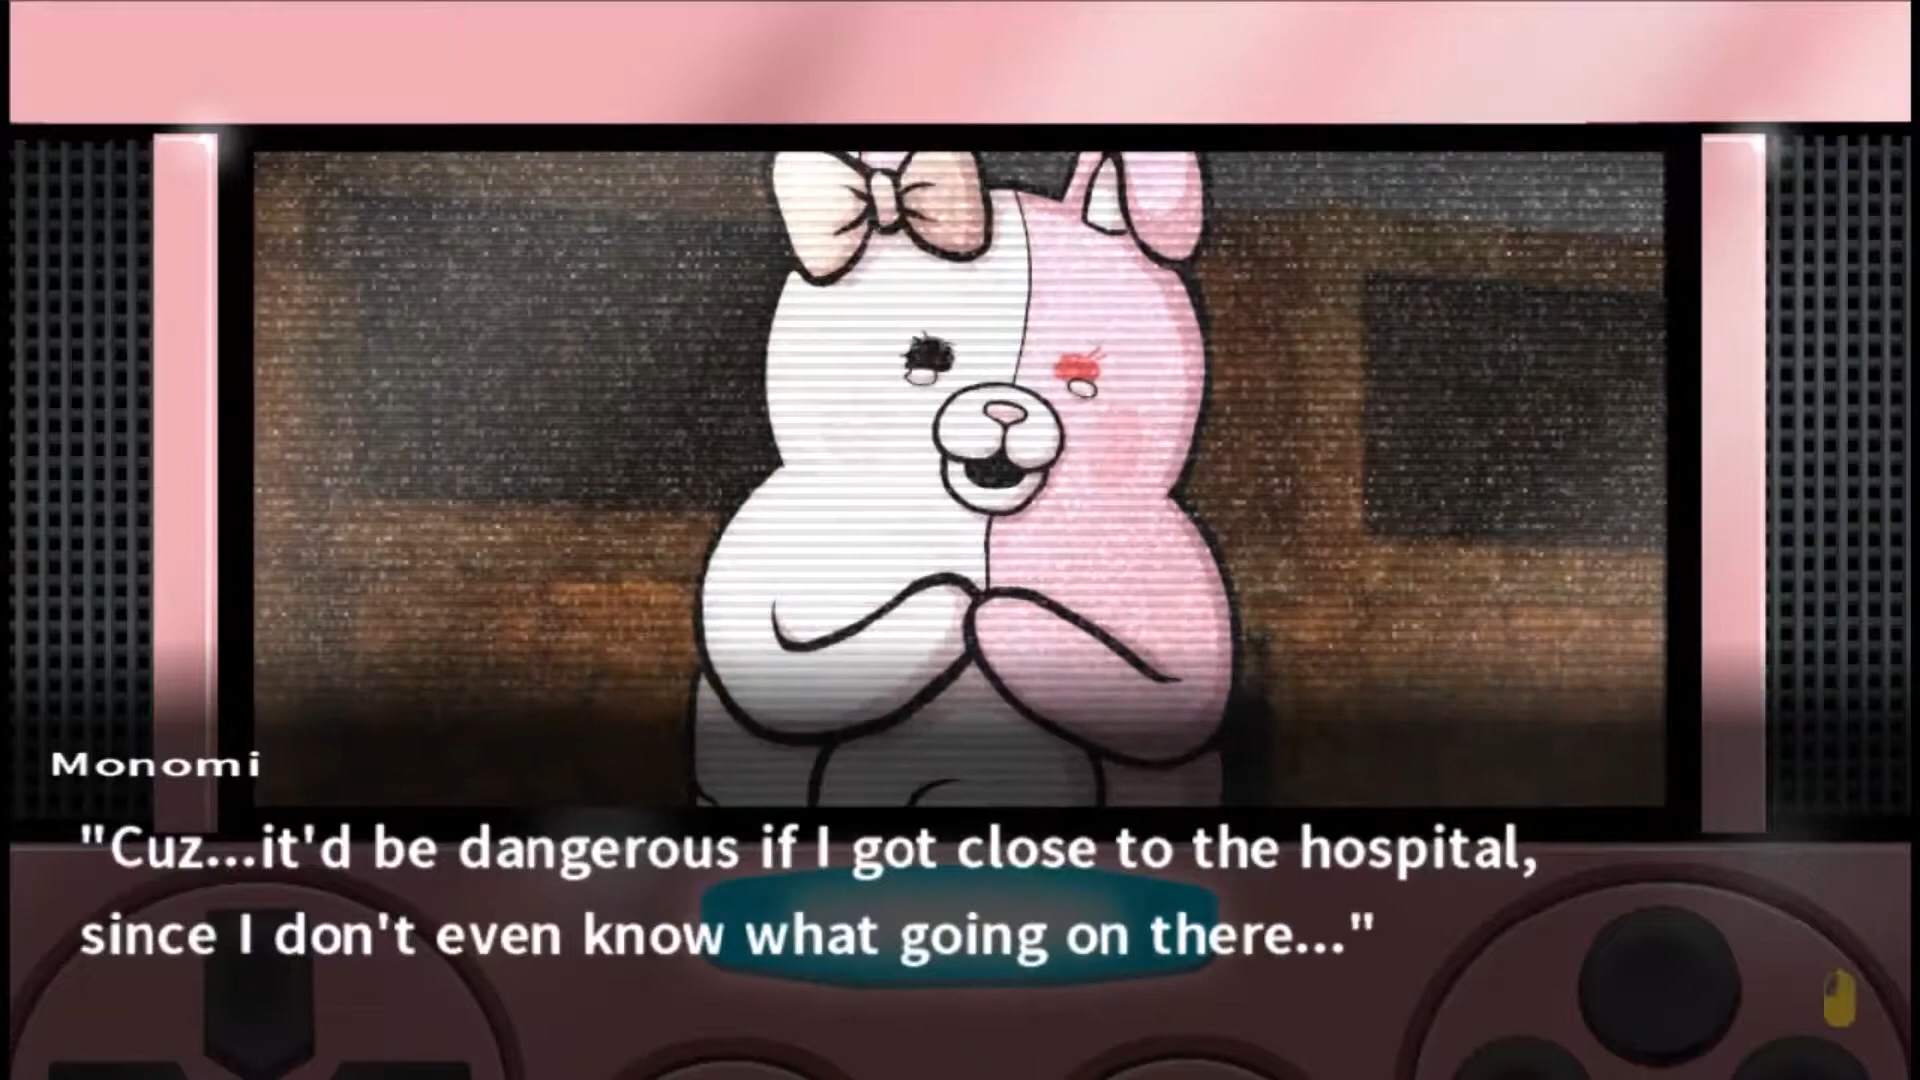 Monomi
"Cuz...it'd be dangerous if I got close to the hospital,
since I don't even know what going on there..."